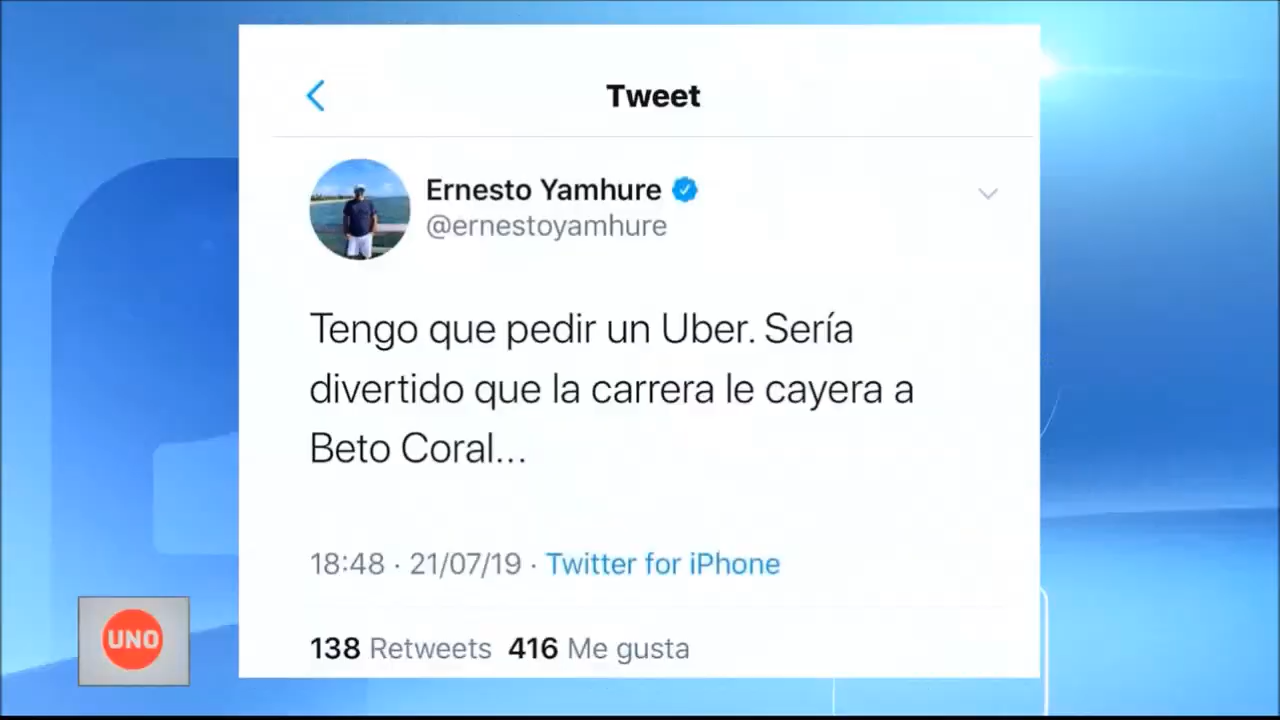 Tweet
Ernesto Yamhure
@ernestoyamhure
Tengo que pedir un Uber. Sería
divertido que la carrera le cayera a
Beto Coral...
18:48 · 21/07/19 · Twitter for iPhone
138 Retweets 416 Me gusta
UNO